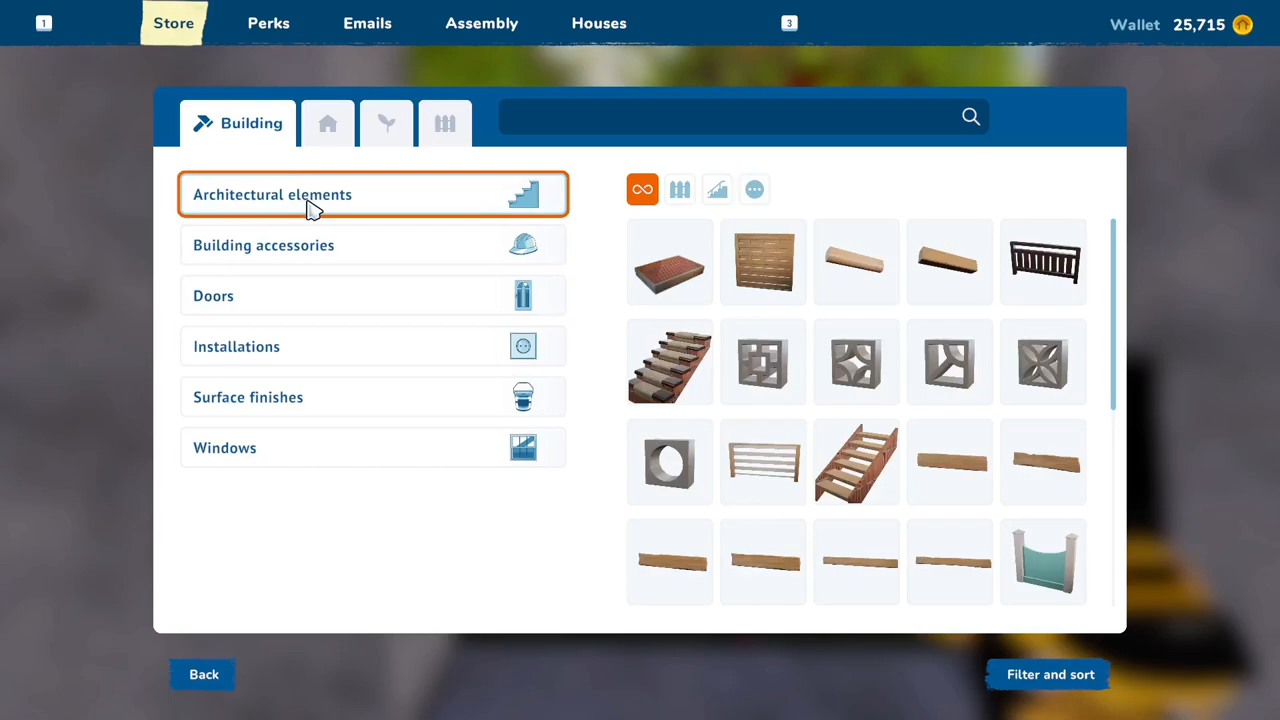 1
Store
Perks
Emails
Assembly
Houses
3
Wallet 25,715
Building
Architectural elements
Building accessories
Doors
Installations
Surface finishes
Windows
Back
Filter and sort